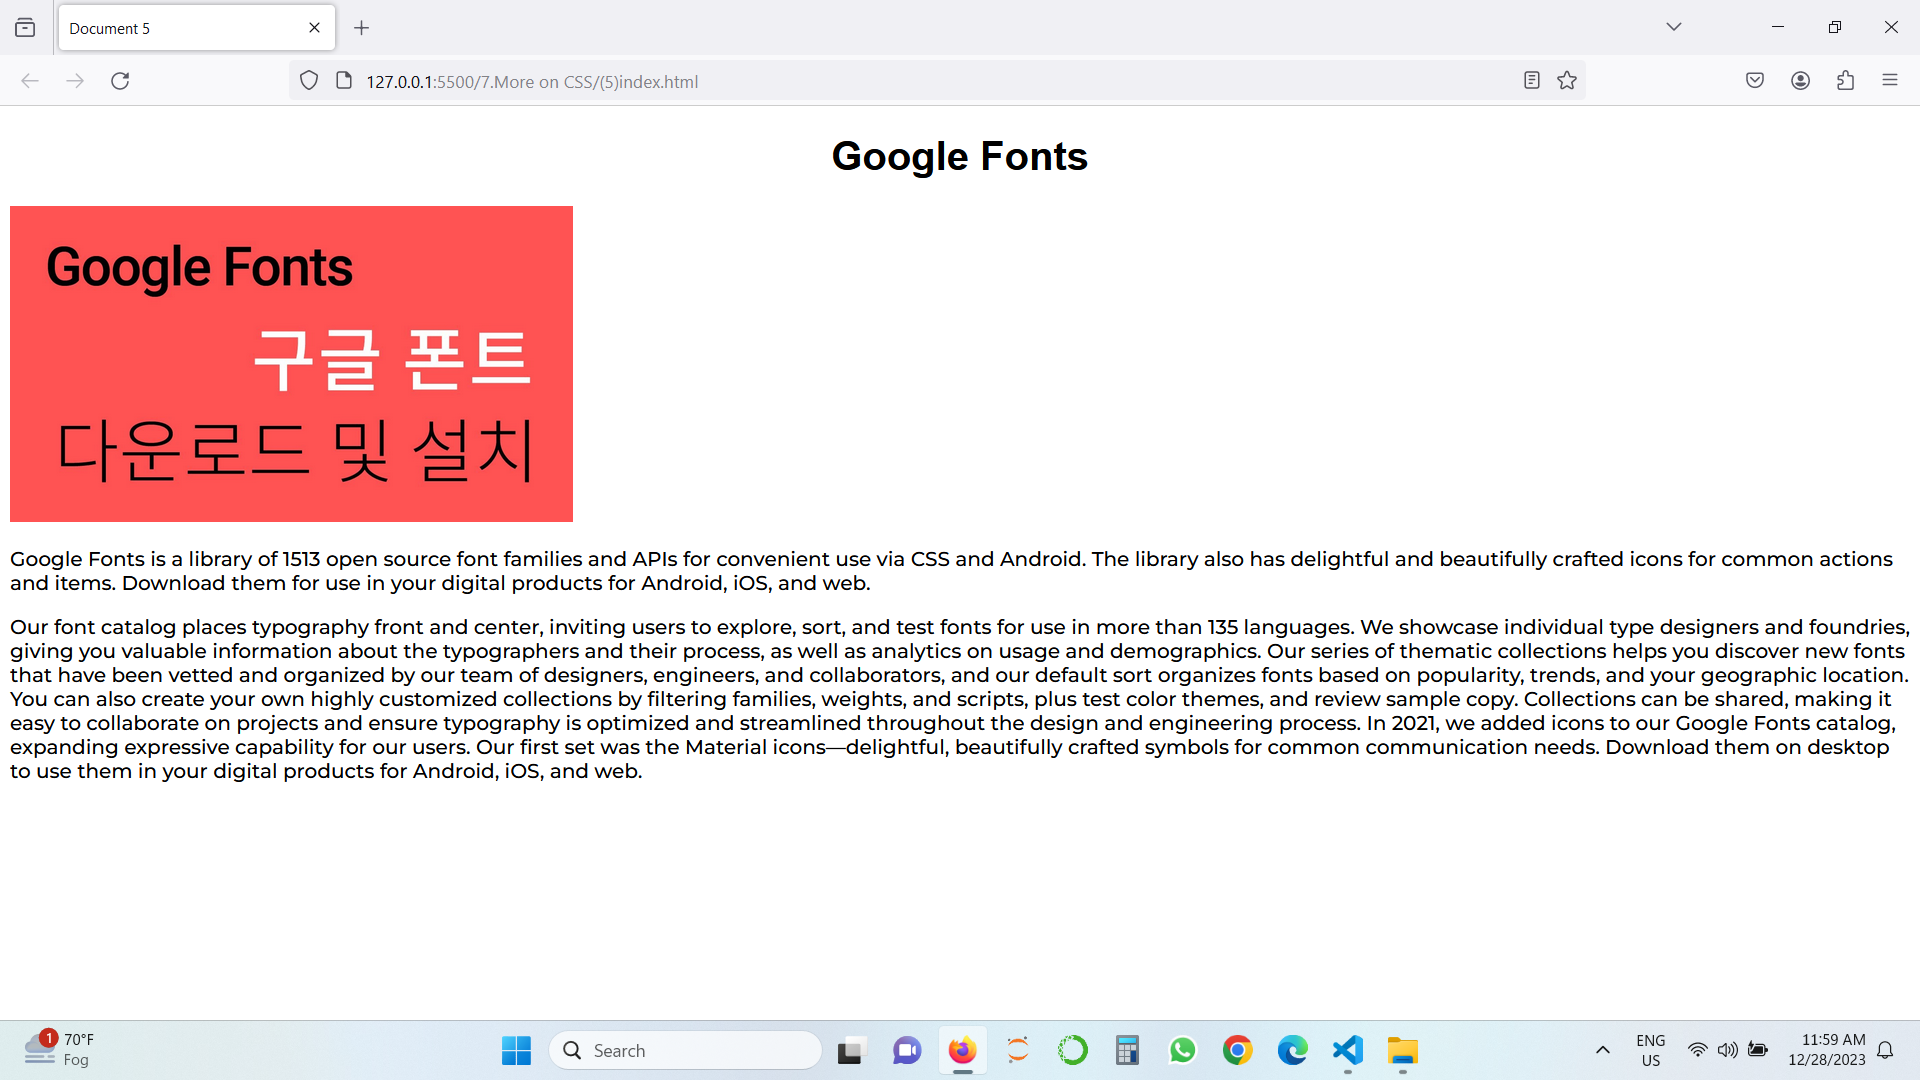 Document 5
127.0.0.1:5500/7.More on CSS/(5)index.html
Google Fonts
Google Fonts
구글 폰트
다운로드 및 설치
Google Fonts is a library of 1513 open source font families and APIs for convenient use via CSS and Android. The library also has delightful and beautifully crafted icons for common actions
and items. Download them for use in your digital products for Android, iOS, and web.
Our font catalog places typography front and center, inviting users to explore, sort, and test fonts for use in more than 135 languages. We showcase individual type designers and foundries,
giving you valuable information about the typographers and their process, as well as analytics on usage and demographics. Our series of thematic collections helps you discover new fonts
that have been vetted and organized by our team of designers, engineers, and collaborators, and our default sort organizes fonts based on popularity, trends, and your geographic location.
You can also create your own highly customized collections by filtering families, weights, and scripts, plus test color themes, and review sample copy. Collections can be shared, making it
easy to collaborate on projects and ensure typography is optimized and streamlined throughout the design and engineering process. In 2021, we added icons to our Google Fonts catalog,
expanding expressive capability for our users. Our first set was the Material icons—delightful, beautifully crafted symbols for common communication needs. Download them on desktop
to use them in your digital products for Android, iOS, and web.
1
70°F
Fog
Search
ENG
US
11:59 AM
12/28/2023